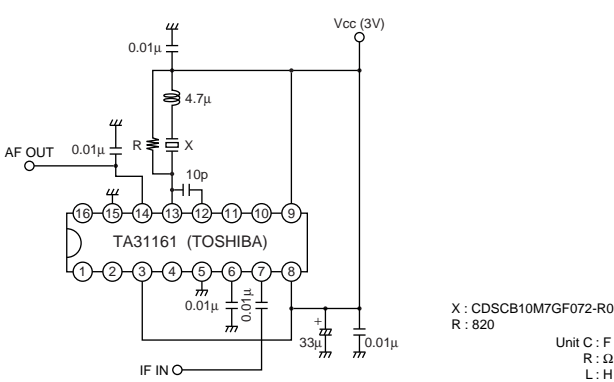 Vcc (3V)
0.01μ
4.7μ
AF OUT
0.01μ
R
X
10p
16 15 14 13 12 11 10 9
TA31161 (TOSHIBA)
1 2 3 4 5 6 7 8
0.01μ
0.01μ
+
33μ
0.01μ
IF IN
X : CDSCB10M7GF072-R0
R : 820
Unit C : F
R : Ω
L : H